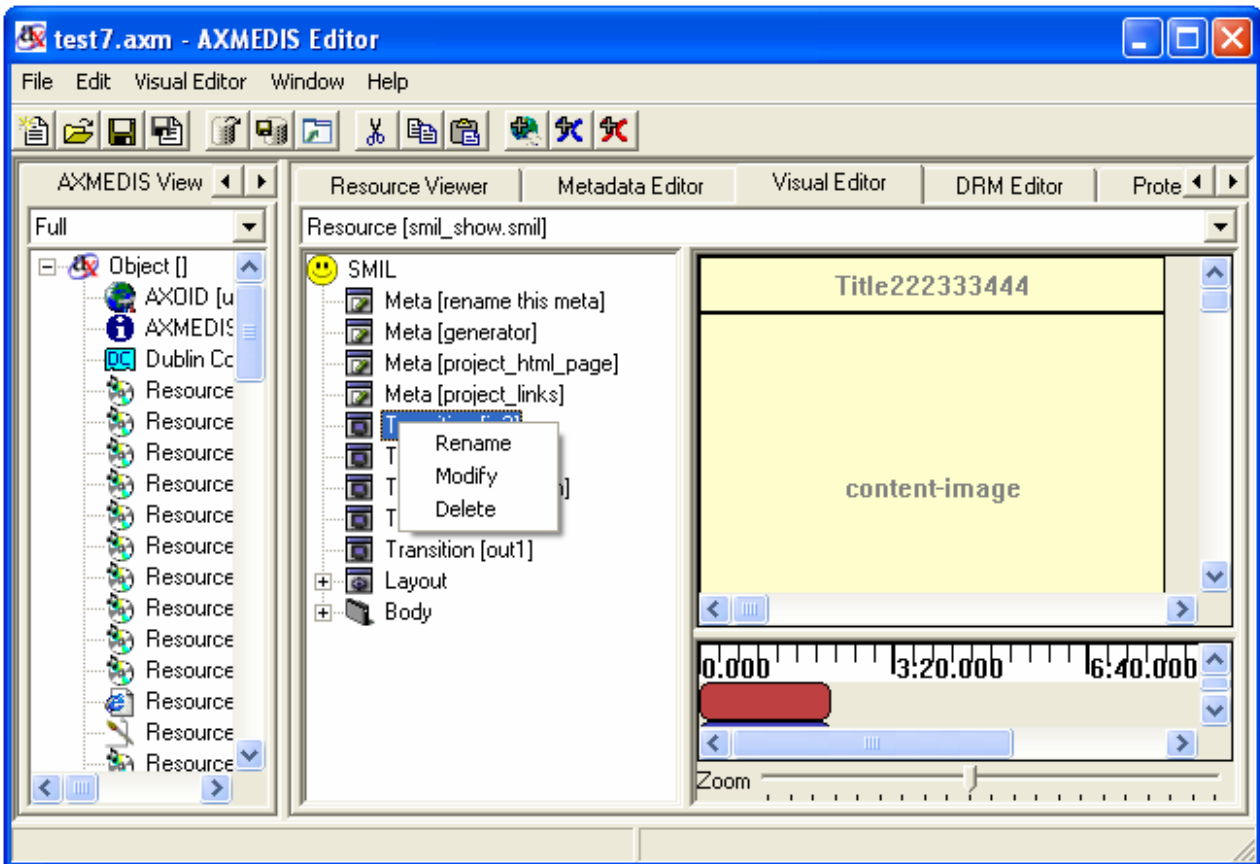 test7.axm - AXMEDIS Editor
File Edit Visual Editor Window Help
AXMEDIS View
Resource Viewer
Metadata Editor
Visual Editor
DRM Editor
Prote
Full
Resource [smil_show.smil]
Object []
AXOID [u
AXMEDIS
Dublin Co
Resource
Resource
Resource
Resource
Resource
Resource
Resource
Resource
Resource
Resource
Resource
Resource
Resource
SMIL
Meta [rename this meta]
Meta [generator]
Meta [project_html_page]
Meta [project_links]
Rename
Modify
Delete
Transition [out1]
Layout
Body
Title222333444
content-image
0.000 3:20.000 6:40.000
Zoom